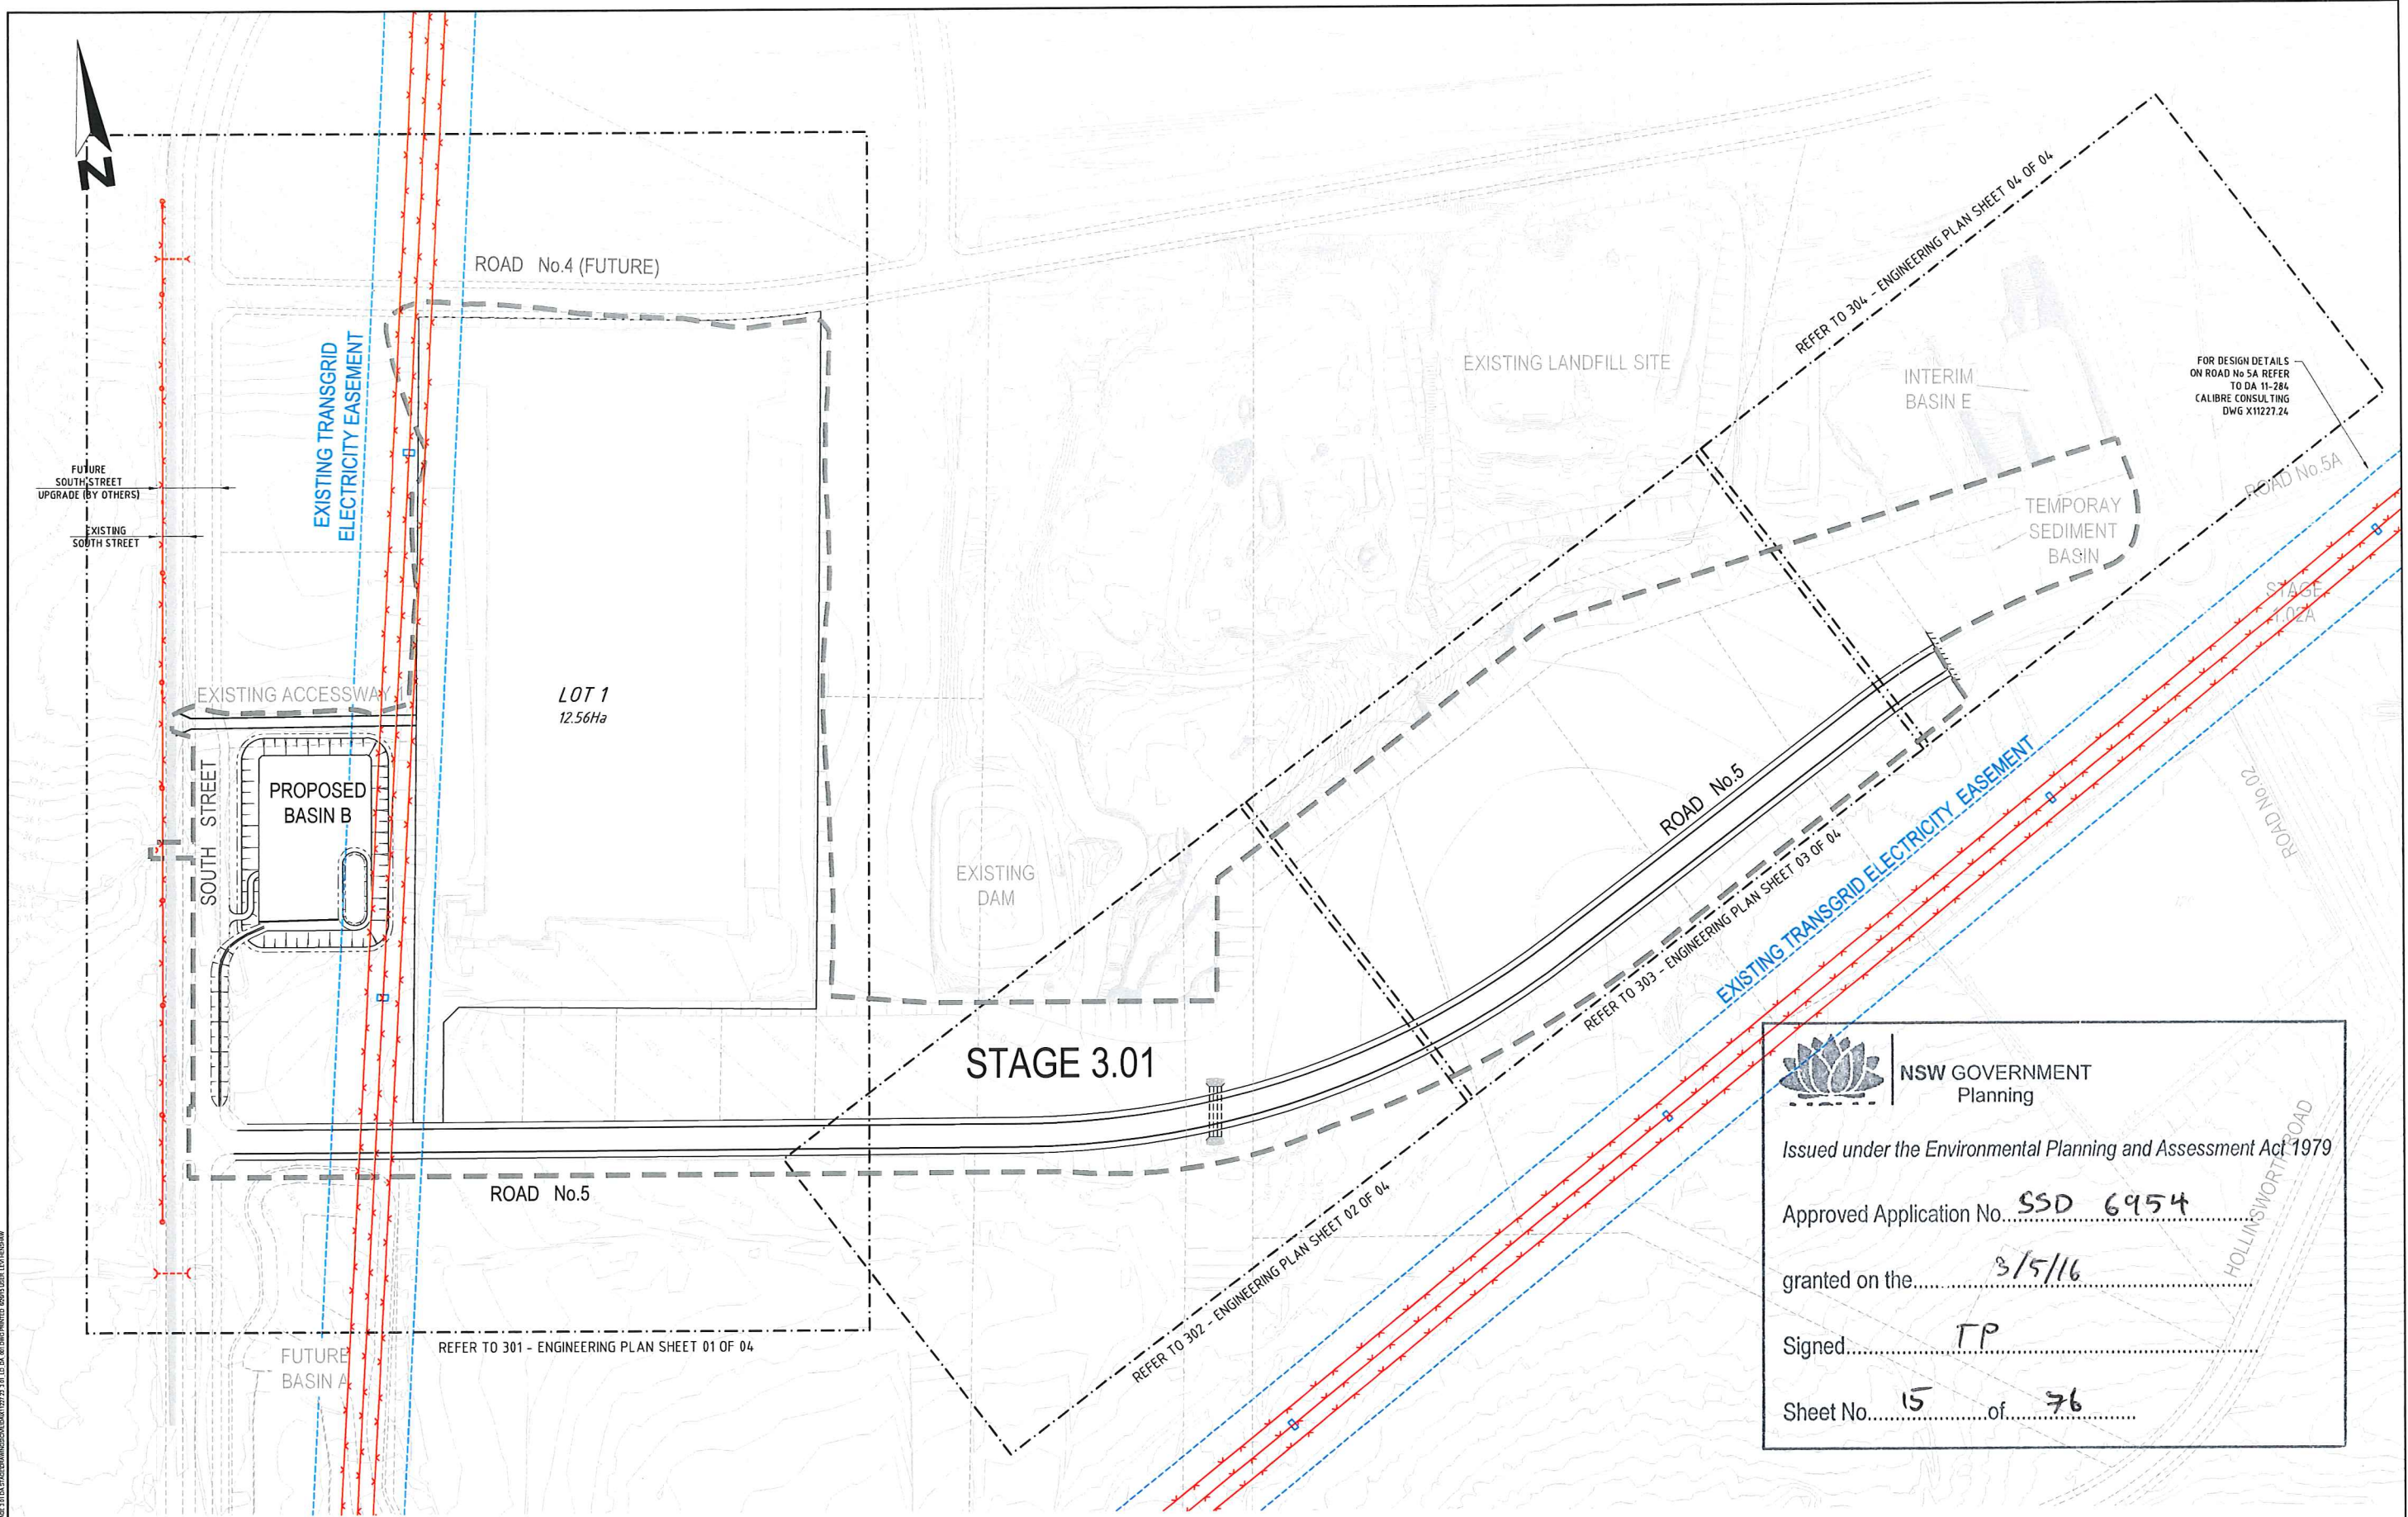 N
ROAD No.4 (FUTURE)
EXISTING TRANSGRID
ELECTRICITY EASEMENT
FUTURE
SOUTH STREET
UPGRADE (BY OTHERS)
EXISTING
SOUTH STREET
EXISTING ACCESSWAY 1
LOT 1
12.56Ha
SOUTH STREET
PROPOSED
BASIN B
EXISTING
DAM
STAGE 3.01
ROAD No.5
REFER TO 301 - ENGINEERING PLAN SHEET 01 OF 04
FUTURE
BASIN A
EXISTING LANDFILL SITE
REFER TO 304 - ENGINEERING PLAN SHEET 04 OF 04
INTERIM
BASIN E
FOR DESIGN DETAILS
ON ROAD No 5A REFER
TO DA 11-284
CALIBRE CONSULTING
DWG X11227.24
ROAD No.5A
TEMPORAY
SEDIMENT
BASIN
STAGE
1.02A
ROAD No.02
ROAD No.5
REFER TO 303 - ENGINEERING PLAN SHEET 03 OF 04
EXISTING TRANSGRID ELECTRICITY EASEMENT
REFER TO 302 - ENGINEERING PLAN SHEET 02 OF 04
HOLLINSWORTH ROAD
NSW GOVERNMENT
Planning
Issued under the Environmental Planning and Assessment Act 1979
Approved Application No. SSD 6954
granted on the 3/5/16
Signed TP
Sheet No. 15 of 76